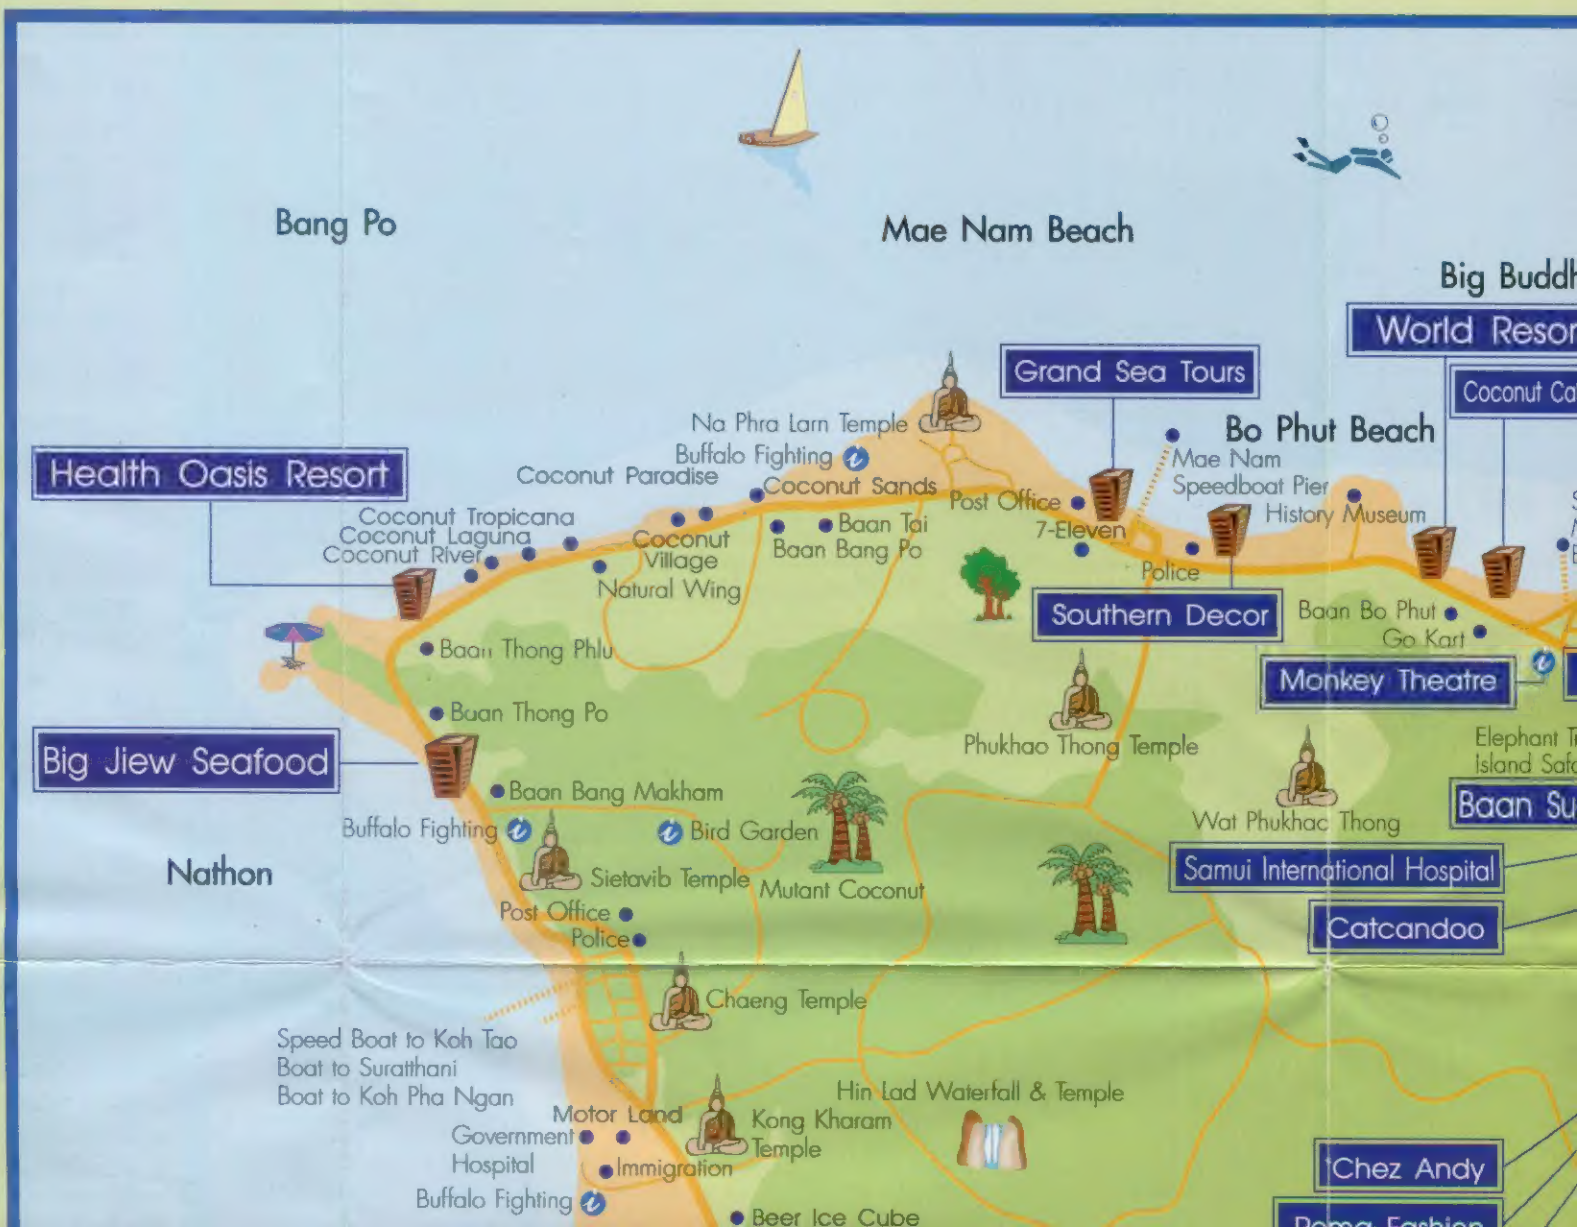 Bang Po
Mae Nam Beach
World
Grand Sea Tours
Coconut
Na Phra Larn Temple
Bo Phut Beach
Buffalo Fighting
Mae Nam
Speedboat Pier
Health Oasis Resort
Coconut Paradise
Coconut Sands
Post Office
History Museum
Coconut Tropicana
Coconut Laguna
Coconut River
Coconut
Village
Baan Tai
Baan Bang Po
7-Eleven
Police
Natural Wing
Southern Decor
Baan Bo Phut
Go Kart
Baan Thong Phlu
Monkey Theatre
Buan Thong Po
Phukhao Thong Temple
Elephant
island
Big Jiew Seafood
Baan Bang Makham
Baan
Buffalo Fighting
Bird Garden
Wat Phukhac Thong
Nathon
Sietavib Temple
Mutant Coconut
Samui International Hospital
Post Office
Police
Catcandoo
Chaeng Temple
Speed Boat to Koh Tao
Boat to Suratthani
Boat to Koh Pha Ngan
Hin Lad Waterfall & Temple
Motor Land
Kong Kharam
Temple
Government
Hospital
Immigration
'Chez Andy
Buffalo Fighting
Beer Ice Cube
Fashion